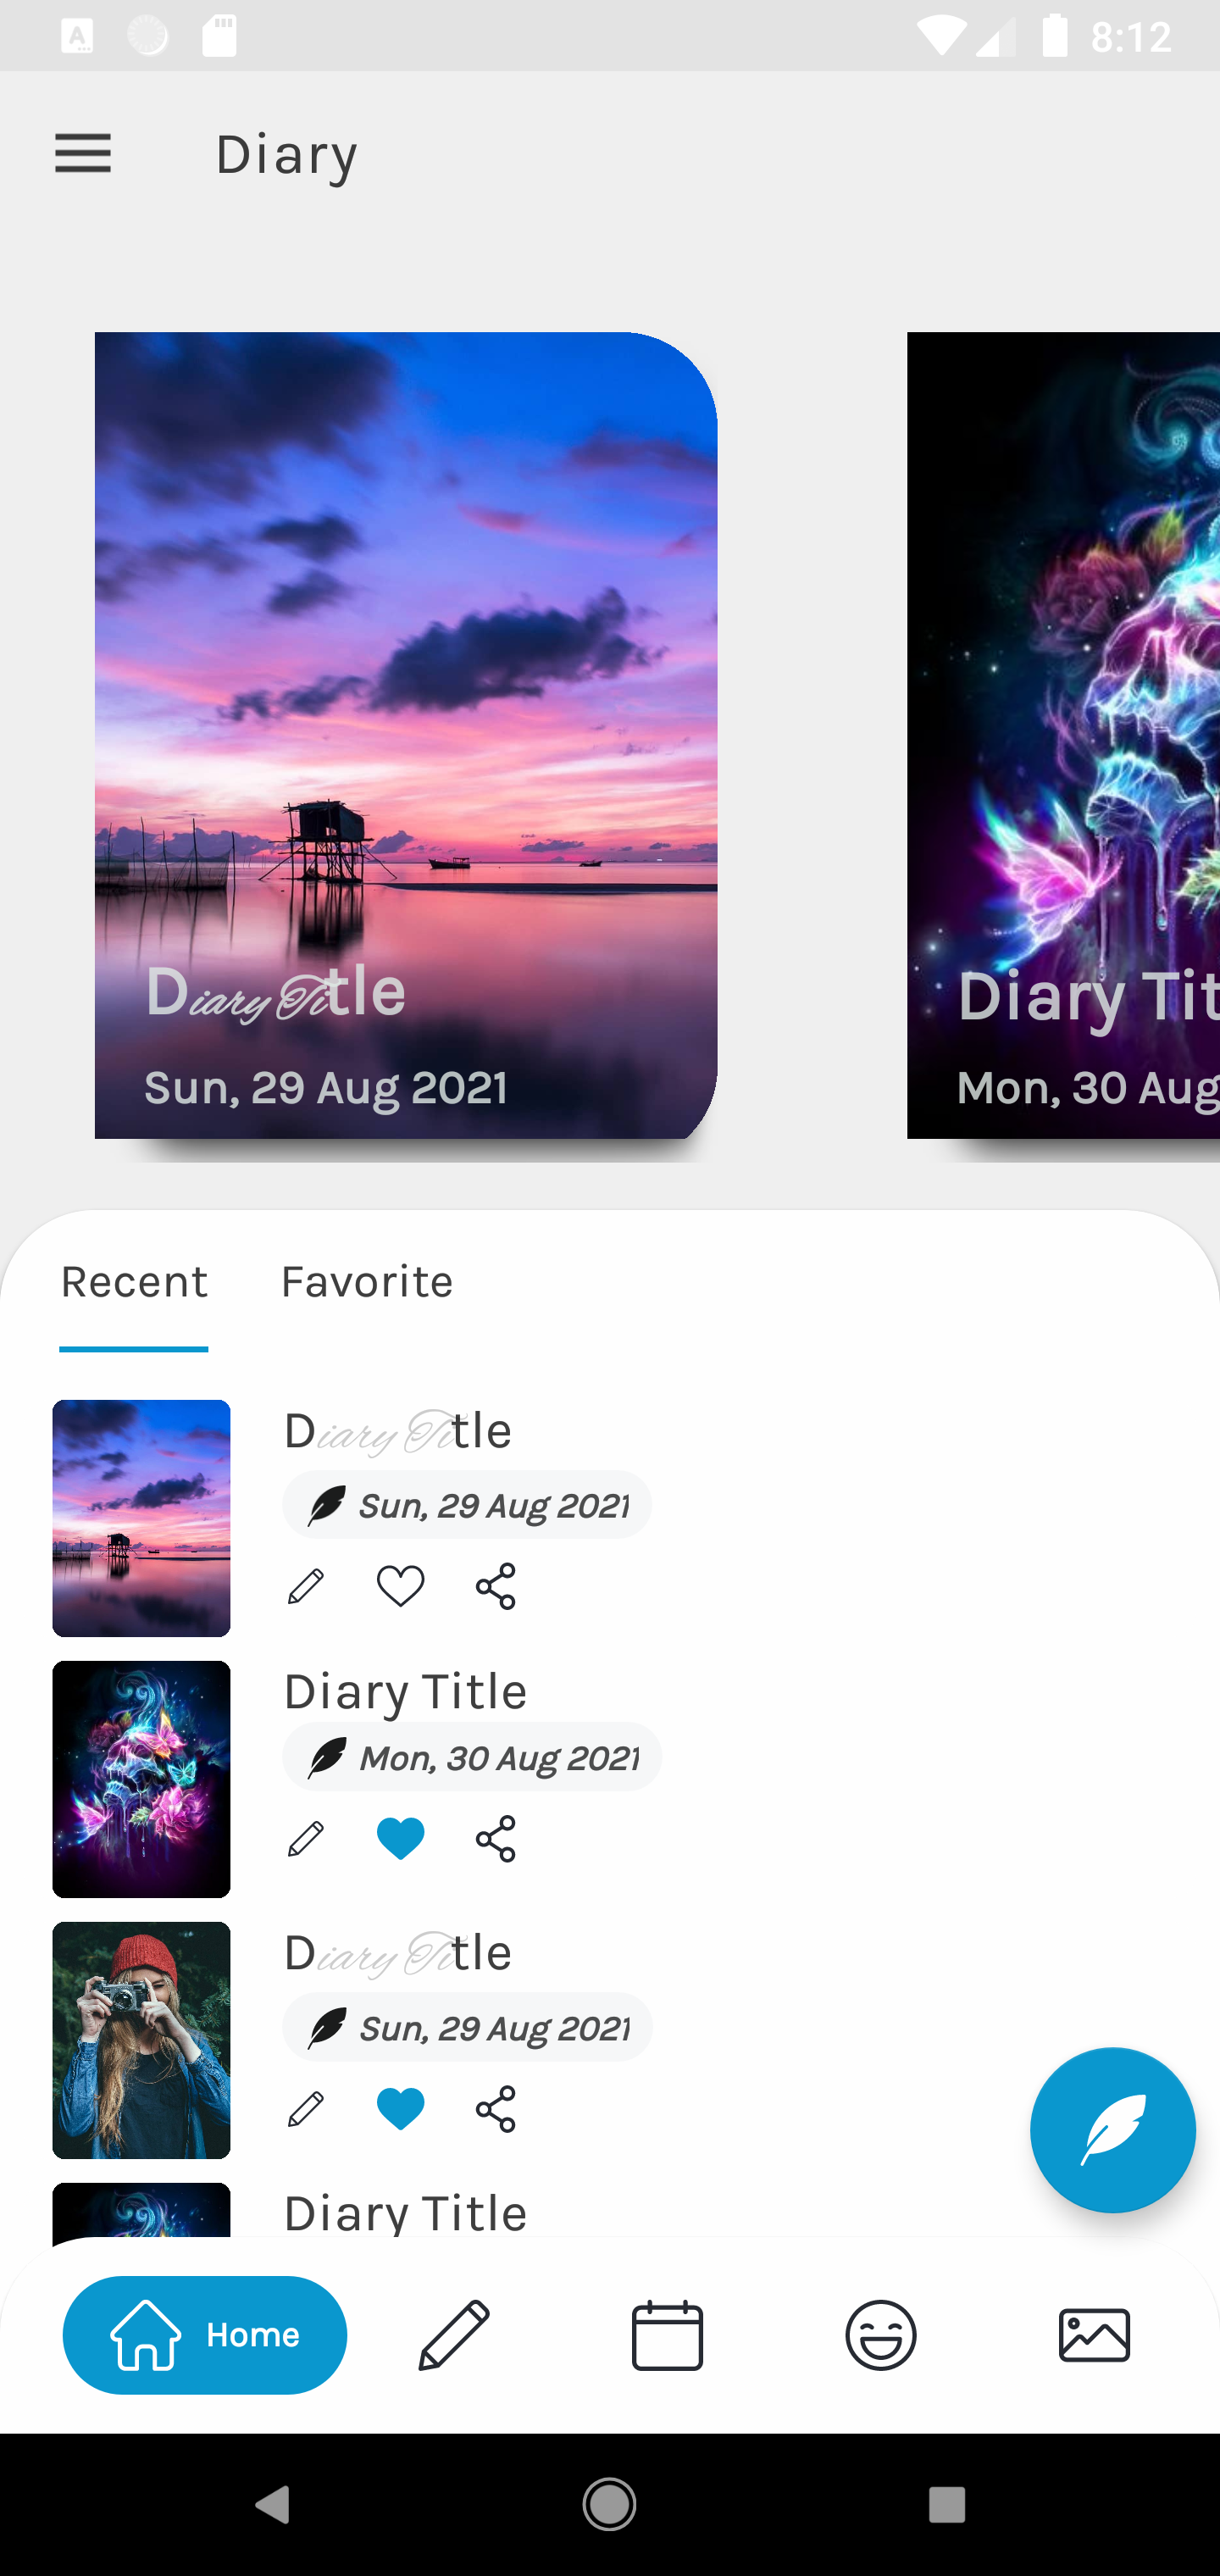 8:12
Diary
Diary Title
Sun, 29 Aug 2021
Diary Tit
Mon, 30 Aug
Recent
Favorite
Diary Title
Sun, 29 Aug 2021
Diary Title
Mon, 30 Aug 2021
Diary Title
Sun, 29 Aug 2021
Diary Title
Home